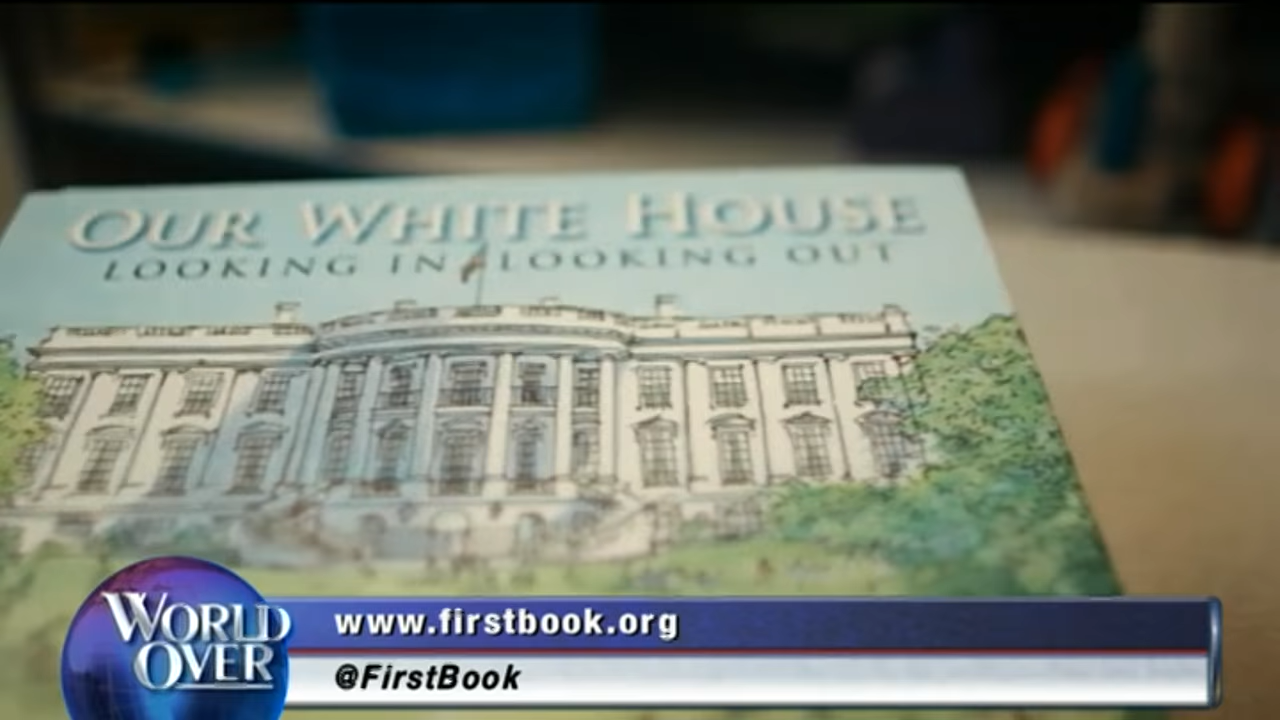 OUR WHITE HOUSE
LOOKING IN LOOKING OUT
WORLD
OVER
www.firstbook.org
@FirstBook